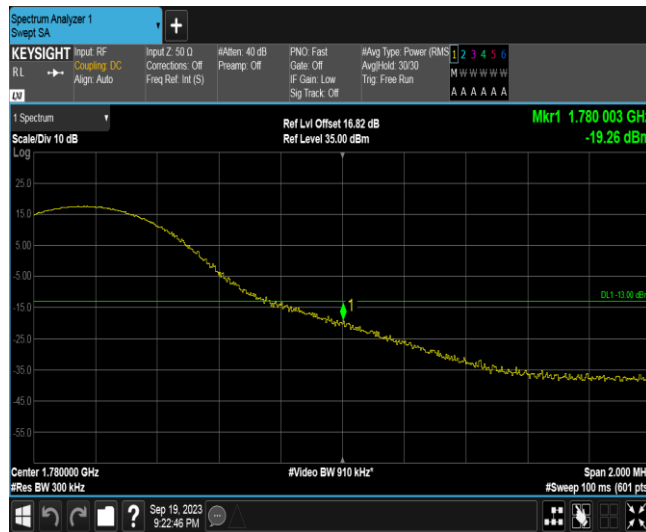 Spectrum Analyzer 1
Swept SA
+
KEYSIGHT
RL
LXI
Input: RF
Coupling: DC
Align: Auto
Input Z: 50 Ω
Corrections: Off
Freq Ref: Int (S)
#Atten: 40 dB
Preamp: Off
PNO: Fast
Gate: Off
IF Gain: Low
Sig Track: Off
#Avg Type: Power (RMS
Avg|Hold: 30/30
Trig: Free Run
1 2 3 4 5 6
M W W W W W
A A A A A A
1 Spectrum
Scale/Div 10 dB
Log
Ref Lvl Offset 16.82 dB
Ref Level 35.00 dBm
Mkr1 1.780 003 GHz
-19.26 dBm
25.0
15.0
5.00
-5.00
-15.0
-25.0
-35.0
-45.0
-55.0
DL1 -13.00 dBm
1
Center 1.780000 GHz
#Res BW 300 kHz
#Video BW 910 kHz*
Span 2.000 MH
#Sweep 100 ms (601 pts
?
Sep 19, 2023
9:22:46 PM